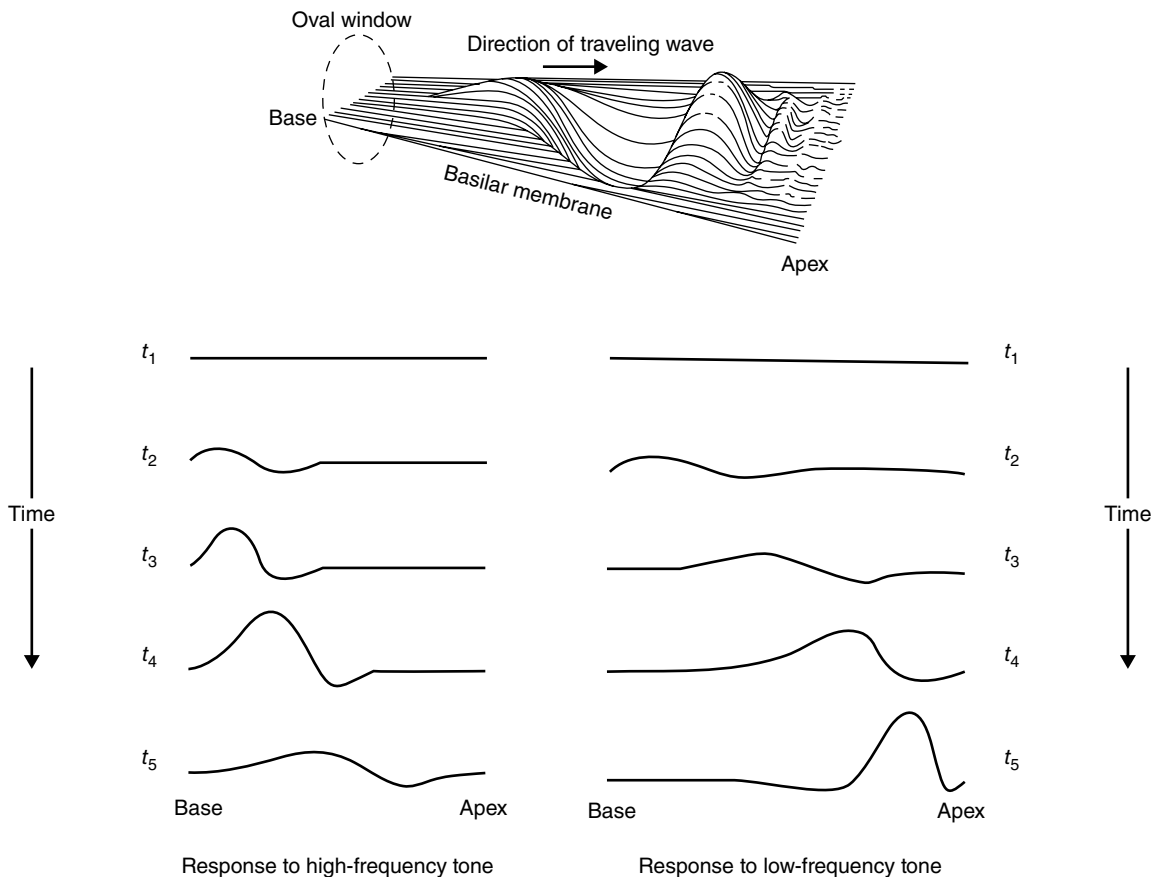 Oval window
Direction of traveling wave
Base
Basilar membrane
Apex
t1
t1
t2
t2
Time
Time
t3
t3
t4
t4
t5
t5
Base
Apex
Base
Apex
Response to high-frequency tone
Response to low-frequency tone